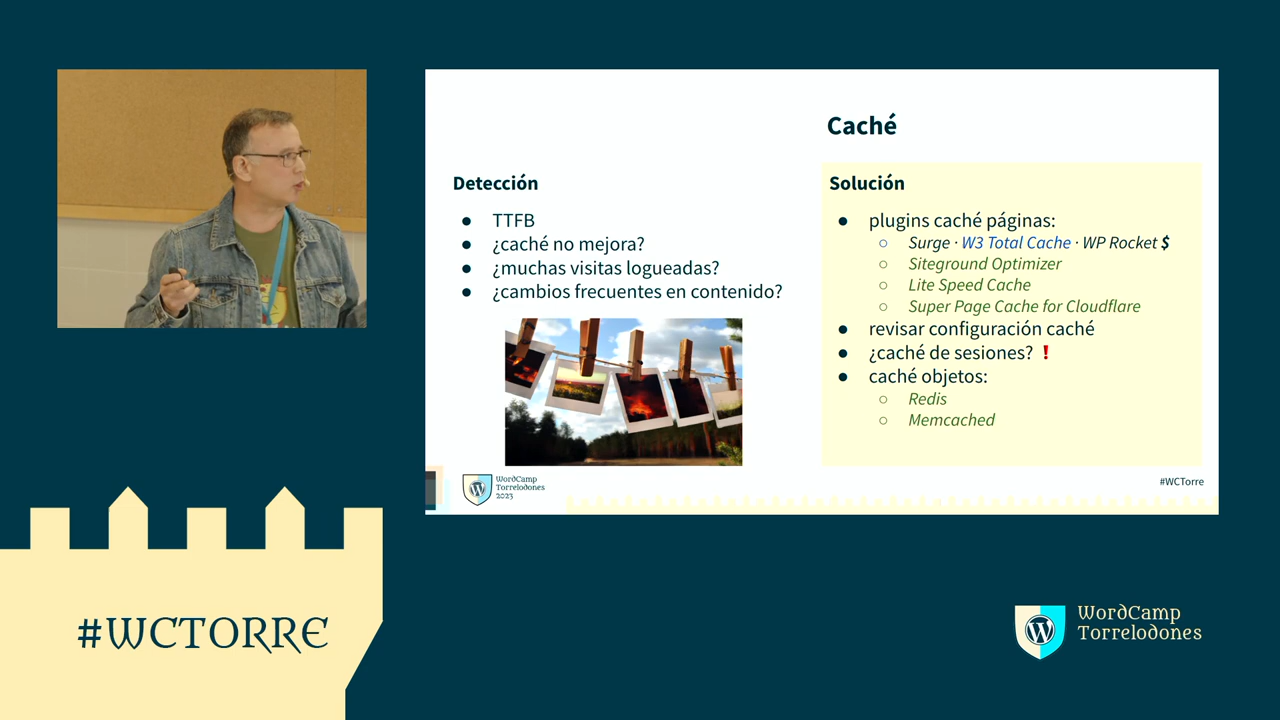 Caché
Detección
● TTFB
● ¿caché no mejora?
● ¿muchas visitas logueadas?
● ¿cambios frecuentes en contenido?
Solución
● plugins caché páginas:
○ Surge · W3 Total Cache · WP Rocket $
○ Siteground Optimizer
○ Lite Speed Cache
○ Super Page Cache for Cloudflare
● revisar configuración caché
● ¿caché de sesiones? !
● caché objetos:
○ Redis
○ Memcached
WordCamp
Torrelodones
2023
#WCTorre
#WCTORRE
WordCamp
Torrelodones